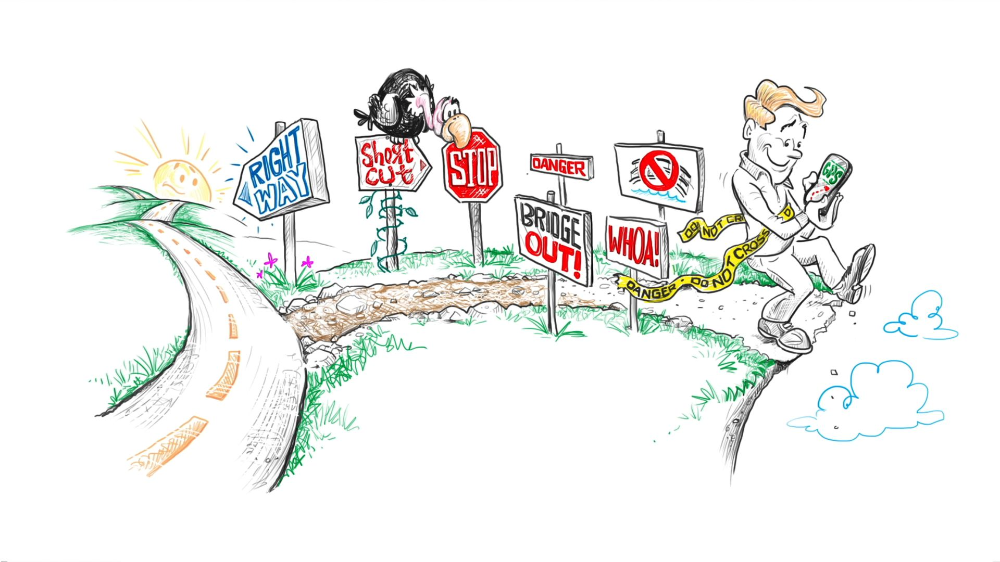 RIGHT
WAY
Short
cut
STOP
DANGER
BRIDGE
OUT!
WHOA!
DO NOT CR
DANGER · DO NOT CROSS
D
GPS